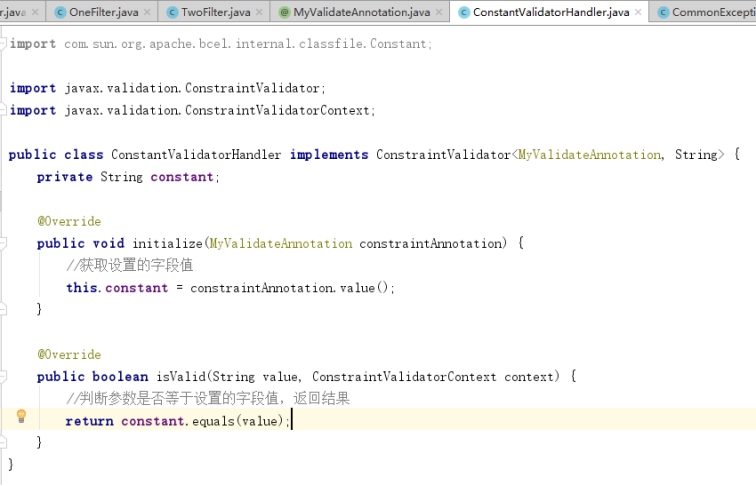 r.java OneFilter.java TwoFilter.java MyValidateAnnotation.java ConstantValidatorHandler.java CommonExcepti
import com.sun.org.apache.bcel.internal.classfile.Constant;
import javax.validation.ConstraintValidator;
import javax.validation.ConstraintValidatorContext;
public class ConstantValidatorHandler implements ConstraintValidator<MyValidateAnnotation, String> {
private String constant;
@Override
public void initialize(MyValidateAnnotation constraintAnnotation) {
//获取设置的字段值
this.constant = constraintAnnotation.value();
}
@Override
public boolean isValid(String value, ConstraintValidatorContext context) {
//判断参数是否等于设置的字段值，返回结果
return constant.equals(value);
}
}